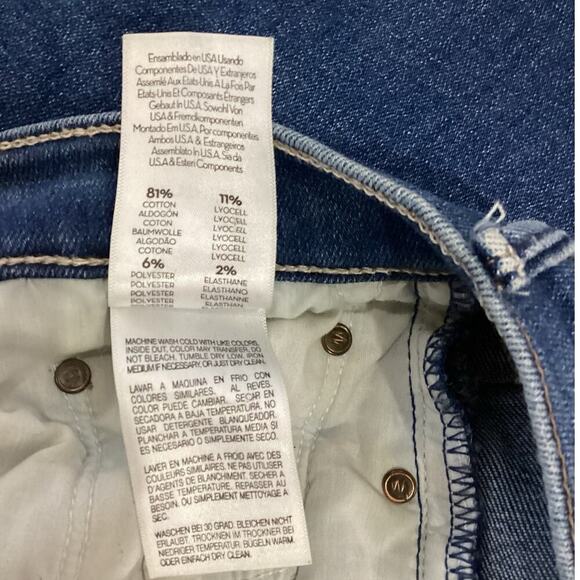 Ensamblado en USA Usando
Componentes De USA Y Extranjeros
Assemlé Aux Etats-Unis À La Fois Par
Etats-Unis Et Composants Étrangers
Gebaut In U.S.A. Sowohl Von
USA & Fremdkomponenten
Montado Em U.S.A. Por componentes
Ambos U.S.A & Estrangeiros
Assemblato In U.S.A. Sia da
U.S.A & Esteri Components
81%
COTTON
ALDOGÓN
COTON
BAUMWOLLE
ALGODÃO
COTONE
11%
LYOCELL
LYOCELL
LYOCELL
LYOCELL
LYOCELL
LYOCELL
6%
POLYESTER
POLYESTER
POLYESTER
2%
ELASTHANE
ELASTHANO
ELASTHANNE
MACHINE WASH COLD WITH LIKE COLORS,
INSIDE OUT, COLOR MAY TRANSFER, DO
NOT BLEACH, TUMBLE DRY LOW, IRON
MEDIUM IF NECESSARY, OR JUST DRY CLEAN.
LAVAR A MAQUINA EN FRIO CON
COLORES SIMILARES. AL REVES.
COLOR PUEDE CAMBIAR. SECAR EN
SECADORA A BAJA TEMPERATURA. NO
USAR DETERGENTE BLANQUEADOR.
PLANCHAR A TEMPERATURA MEDIA SI
ES NECESARIO O SIMPLEMENTE SECO.
LAVER EN MACHINE A FROID AVEC DES
COULEURS SIMILAIRES. NE PAS UTILISER
D'AGENTS DE BLANCHIMENT. SECHER A
BASSE TEMPERATURE. REPASSER AU
BESOIN. OU SIMPLEMENT METTOYAGE A
SEC.
WASCHEN BEI 30 GRAD. BLEICHEN NICHT
ERLAUBT. TROCKNEN IM TROCKNER BEI
NIEDRIGER TEMPERATUR. BÜGELN WARM.
ODER EINFACH DRY CLEAN.